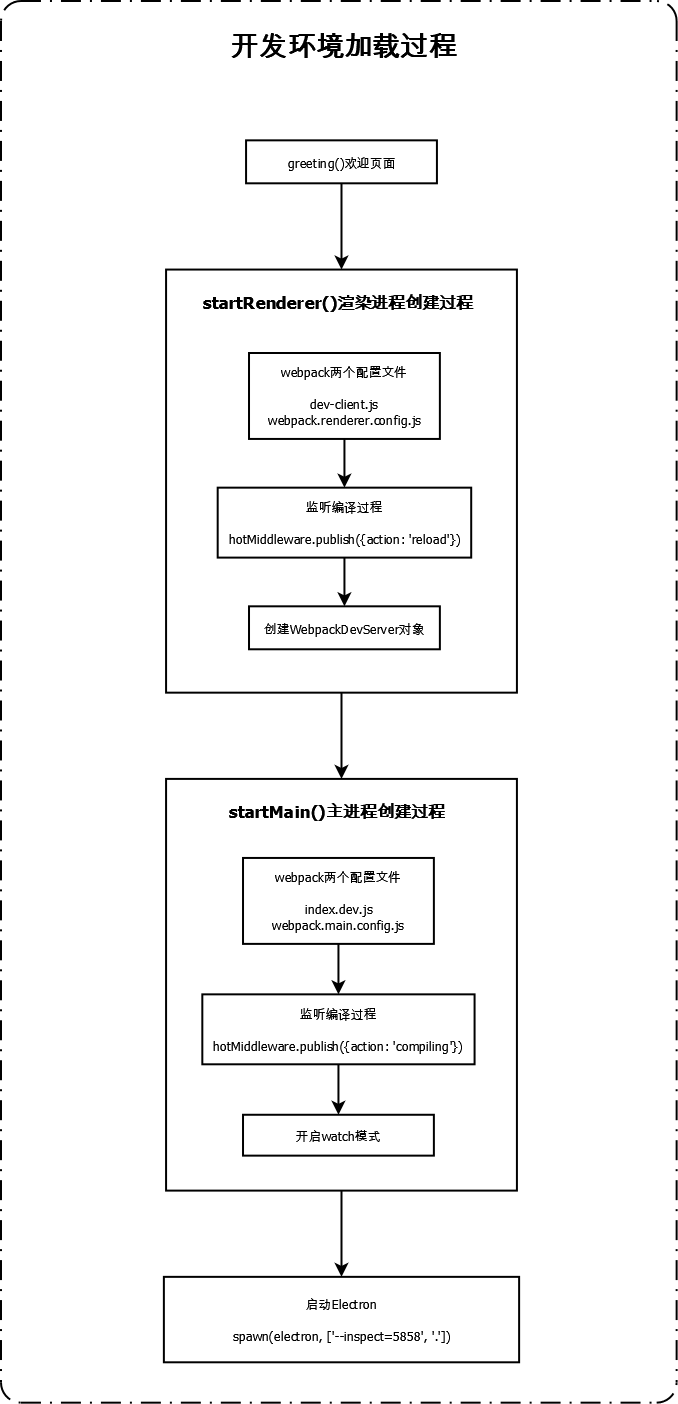 开发环境加载过程
greeting()欢迎页面
startRenderer()渲染进程创建过程
webpack两个配置文件
dev-client.js
webpack.renderer.config.js
监听编译过程
hotMiddleware.publish({action: 'reload'})
创建WebpackDevServer对象
startMain()主进程创建过程
webpack两个配置文件
index.dev.js
webpack.main.config.js
监听编译过程
hotMiddleware.publish({action: 'compiling'})
开启watch模式
启动Electron
spawn(electron, ['--inspect=5858', '.'])